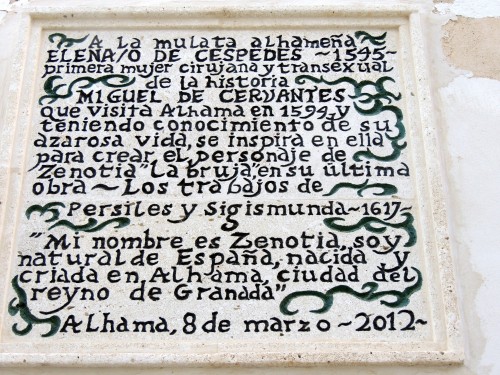 A la mulata alhameña
ELENA/O DE CESPEDES ~1545~
primera mujer cirujana y transexual
de la historia
MIGUEL DE CERVANTES
que visita Alhama en 1594, y
teniendo conocimiento de su
azarosa vida, se inspira en ella
para crear, el personaje de
"Zenotia" la bruja", en su última
obra ~ Los trabajos de
Persiles y Sigismunda ~1617~
"Mi nombre es Zenotia, soy
natural de España, nacida y
criada en Alhama, ciudad del
reyno de Granada"
Alhama, 8 de marzo ~2012~